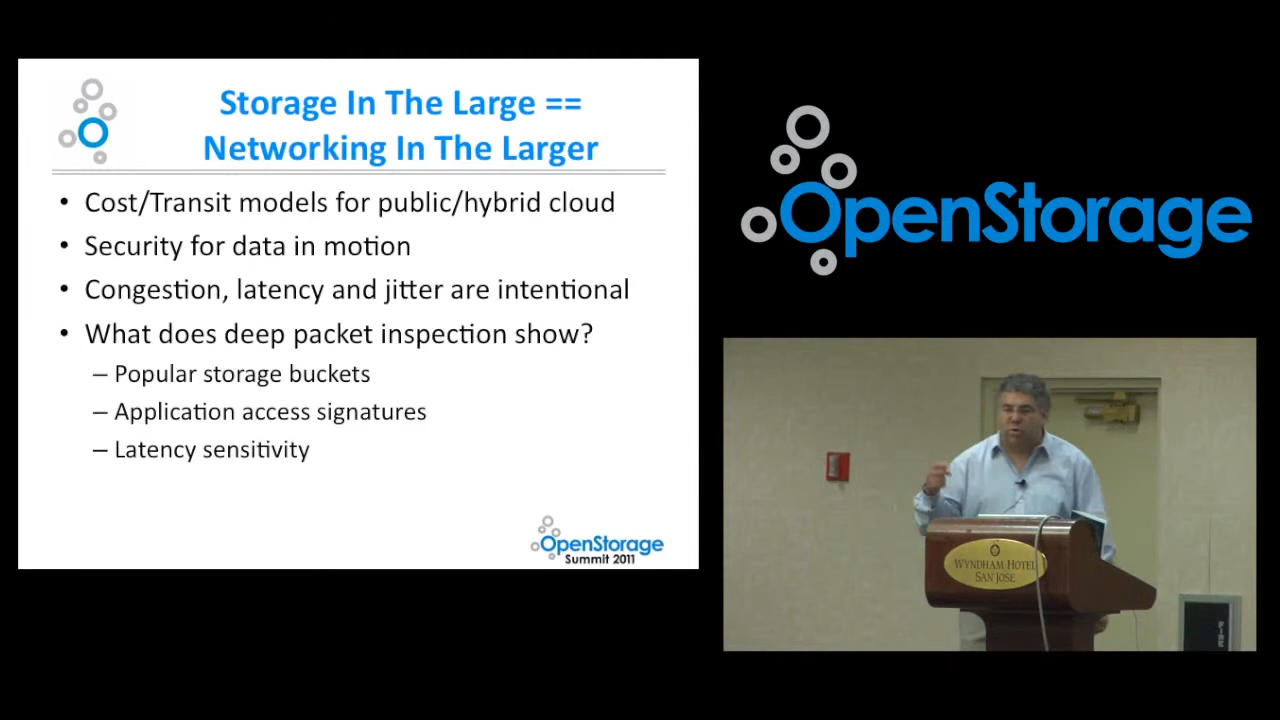 Storage In The Large ==
Networking In The Larger
• Cost/Transit models for public/hybrid cloud
• Security for data in motion
• Congestion, latency and jitter are intentional
• What does deep packet inspection show?
– Popular storage buckets
– Application access signatures
– Latency sensitivity
OpenStorage
Summit 2011
OpenStorage
WYNDHAM HOTEL
SAN JOSE